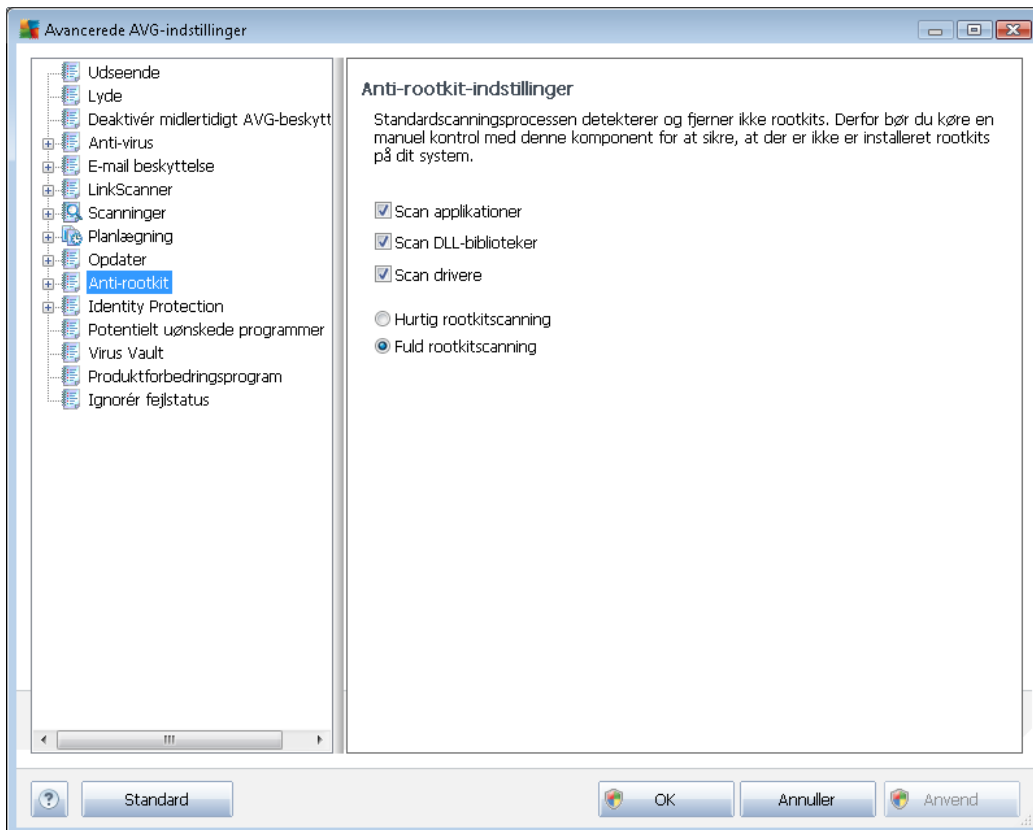 Avancerede AVG-indstillinger
Udseende
Lyde
Deaktivér midlertidigt AVG-beskytt
Anti-virus
E-mail beskyttelse
LinkScanner
Scanninger
Planlægning
Opdater
Anti-rootkit
Identity Protection
Potentielt uønskede programmer
Virus Vault
Produktforbedringsprogram
Ignorér fejlstatus
Anti-rootkit-indstillinger
Standardscanningsprocessen detekterer og fjerner ikke rootkits. Derfor bør du køre en
manuel kontrol med denne komponent for at sikre, at der er ikke er installeret rootkits
på dit system.
Scan applikationer
Scan DLL-biblioteker
Scan drivere
Hurtig rootkitscanning
Fuld rootkitscanning
? Standard OK Annuller Anvend